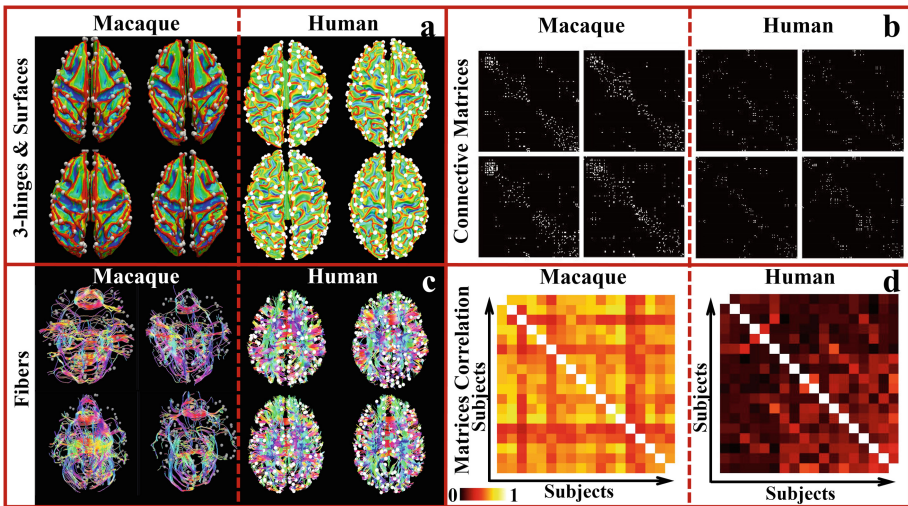 Macaque
Human
a
3-hinges & Surfaces
Macaque
Human
b
Connective Matrices
Macaque
Human
c
Fibers
Macaque
Human
d
Matrices Correlation
Subjects
Subjects
0
1
Subjects
Subjects